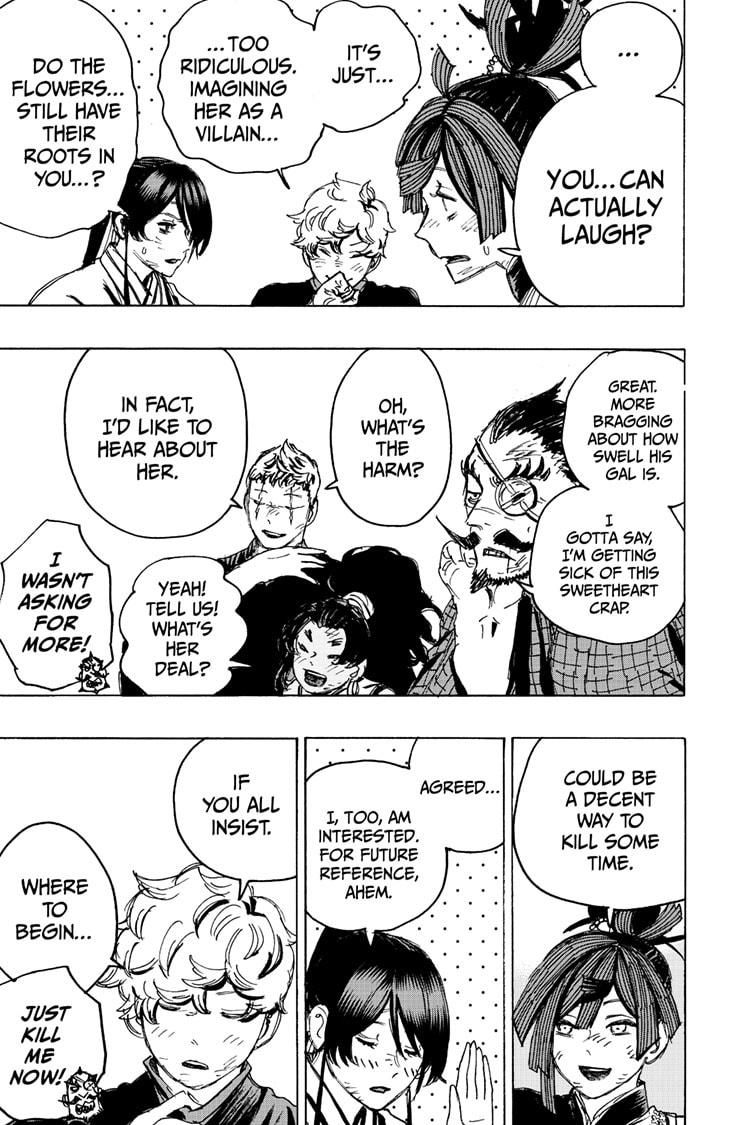 ...
YOU...CAN
ACTUALLY
LAUGH?
IT'S
JUST...
...TOO
RIDICULOUS.
IMAGINING
HER AS A
VILLAIN...
DO THE
FLOWERS...
STILL HAVE
THEIR
ROOTS IN
YOU...?
GREAT.
MORE
BRAGGING
ABOUT HOW
SWELL HIS
GAL IS.
I
GOTTA SAY,
I'M GETTING
SICK OF THIS
SWEETHEART
CRAP.
OH,
WHAT'S
THE
HARM?
IN FACT,
I'D LIKE TO
HEAR ABOUT
HER.
YEAH!
TELL US!
WHAT'S
HER
DEAL?
I
WASN'T
ASKING
FOR
MORE!
COULD BE
A DECENT
WAY TO
KILL SOME
TIME.
AGREED...
I, TOO, AM
INTERESTED.
FOR FUTURE
REFERENCE,
AHEM.
IF
YOU ALL
INSIST.
WHERE
TO
BEGIN...
JUST
KILL
ME
NOW!